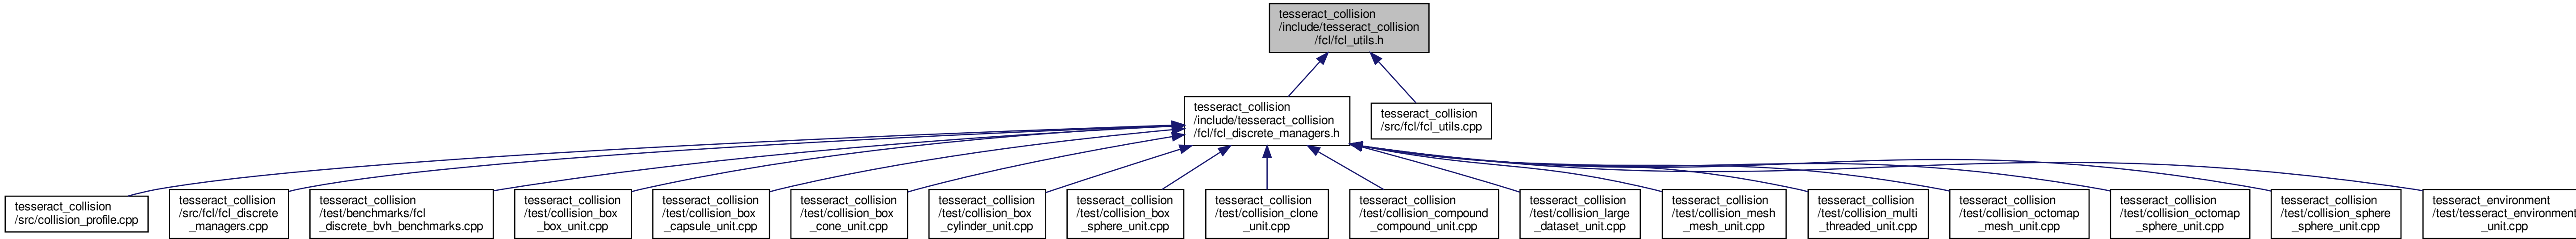 tesseract_collision
/include/tesseract_collision
/fcl/fcl_utils.h
tesseract_collision
/include/tesseract_collision
/fcl/fcl_discrete_managers.h
tesseract_collision
/src/fcl/fcl_utils.cpp
tesseract_collision
/src/collision_profile.cpp
tesseract_collision
/src/fcl/fcl_discrete
_managers.cpp
tesseract_collision
/test/benchmarks/fcl
_discrete_bvh_benchmarks.cpp
tesseract_collision
/test/collision_box
_box_unit.cpp
tesseract_collision
/test/collision_box
_capsule_unit.cpp
tesseract_collision
/test/collision_box
_cone_unit.cpp
tesseract_collision
/test/collision_box
_cylinder_unit.cpp
tesseract_collision
/test/collision_box
_sphere_unit.cpp
tesseract_collision
/test/collision_clone
_unit.cpp
tesseract_collision
/test/collision_compound
_compound_unit.cpp
tesseract_collision
/test/collision_large
_dataset_unit.cpp
tesseract_collision
/test/collision_mesh
_mesh_unit.cpp
tesseract_collision
/test/collision_multi
_threaded_unit.cpp
tesseract_collision
/test/collision_octomap
_mesh_unit.cpp
tesseract_collision
/test/collision_octomap
_sphere_unit.cpp
tesseract_collision
/test/collision_sphere
_sphere_unit.cpp
tesseract_environment
/test/tesseract_environment
_unit.cpp